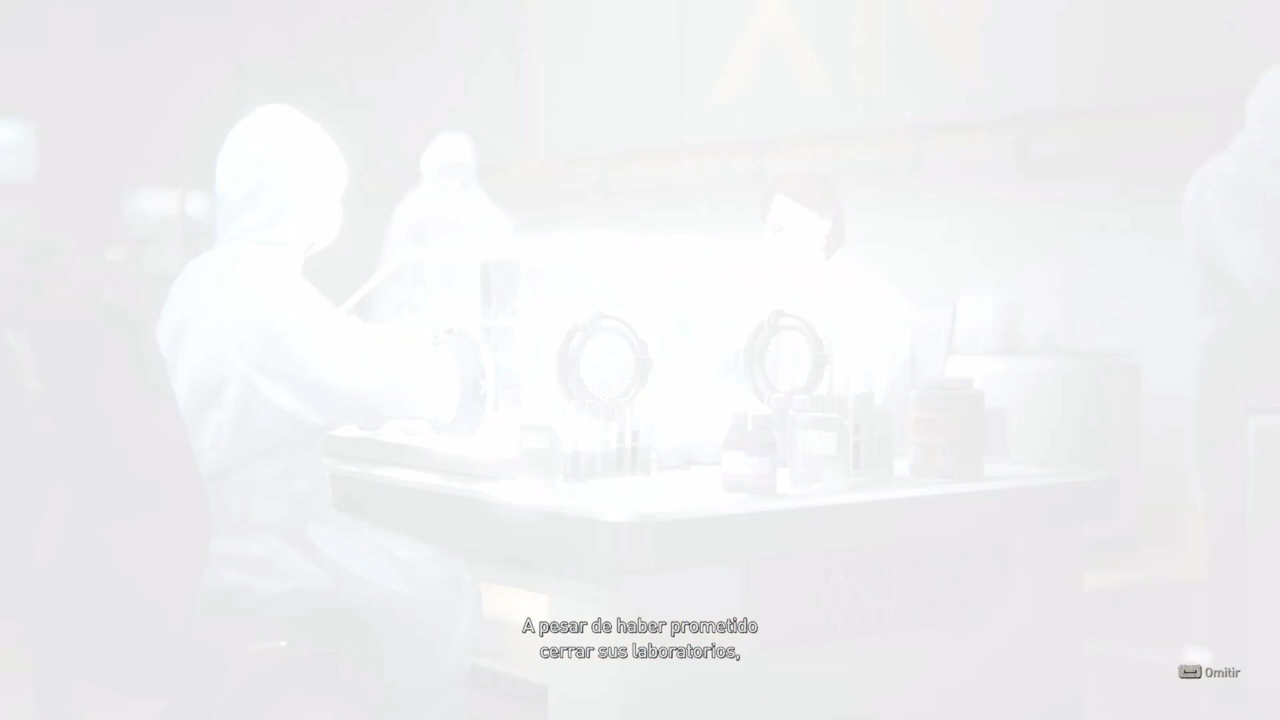 A pesar de haber prometido
cerrar sus laboratorios,
Omitir